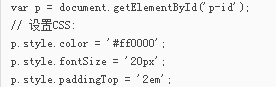 var p = document.getElementById('p-id');
// 设置CSS:
p.style.color = '#ff0000';
p.style.fontSize = '20px';
p.style.paddingTop = '2em';